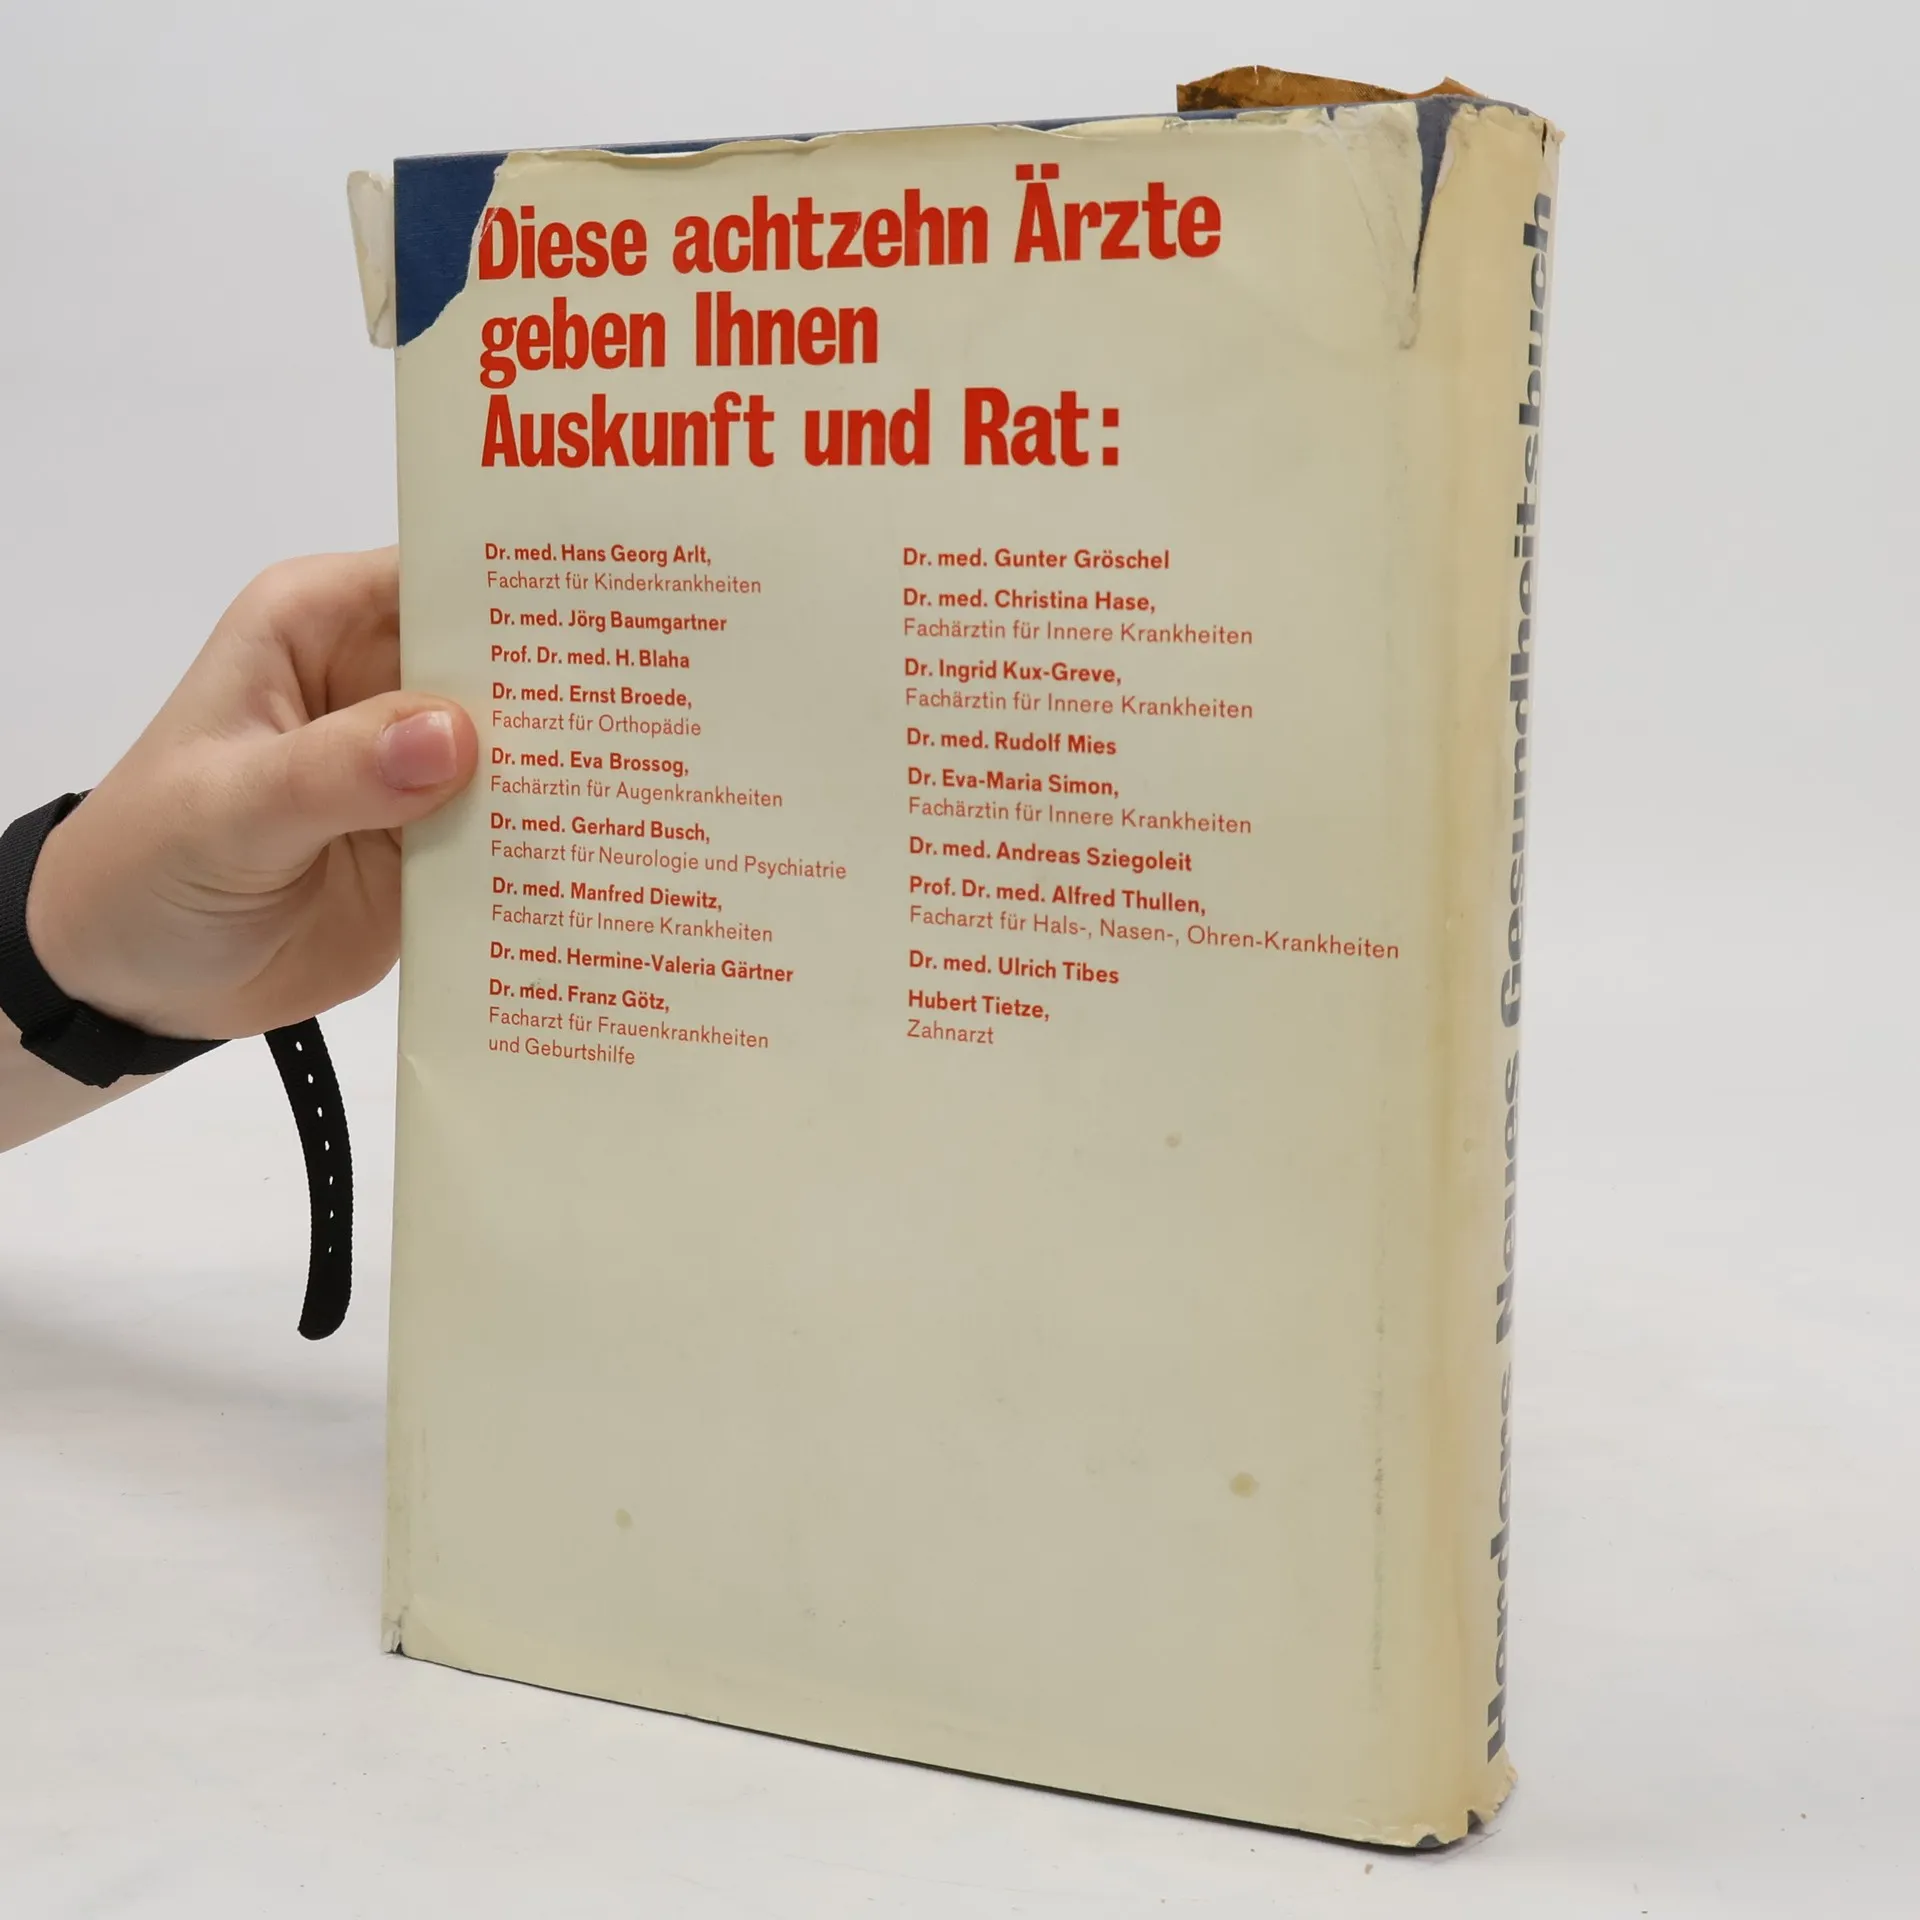 Diese achtzehn Ärzte
geben Ihnen
Auskunft und Rat:
Dr. med. Hans Georg Arlt,
Facharzt für Kinderkrankheiten
Dr. med. Jörg Baumgartner
Prof. Dr. med. H. Blaha
Dr. med. Ernst Broede,
Facharzt für Orthopädie
Dr. med. Eva Brossog,
Fachärztin für Augenkrankheiten
Dr. med. Gerhard Busch,
Facharzt für Neurologie und Psychiatrie
Dr. med. Manfred Diewitz,
Facharzt für Innere Krankheiten
Dr. med. Hermine-Valeria Gärtner
Dr. med. Franz Götz,
Facharzt für Frauenkrankheiten
und Geburtshilfe
Dr. med. Gunter Gröschel
Dr. med. Christina Hase,
Fachärztin für Innere Krankheiten
Dr. Ingrid Kux-Greve,
Fachärztin für Innere Krankheiten
Dr. med. Rudolf Mies
Dr. Eva-Maria Simon,
Fachärztin für Innere Krankheiten
Dr. med. Andreas Sziegoleit
Prof. Dr. med. Alfred Thullen,
Facharzt für Hals-, Nasen-, Ohren-Krankheiten
Dr. med. Ulrich Tibes
Hubert Tietze,
Zahnarzt
Neues Gesundheitsbuch